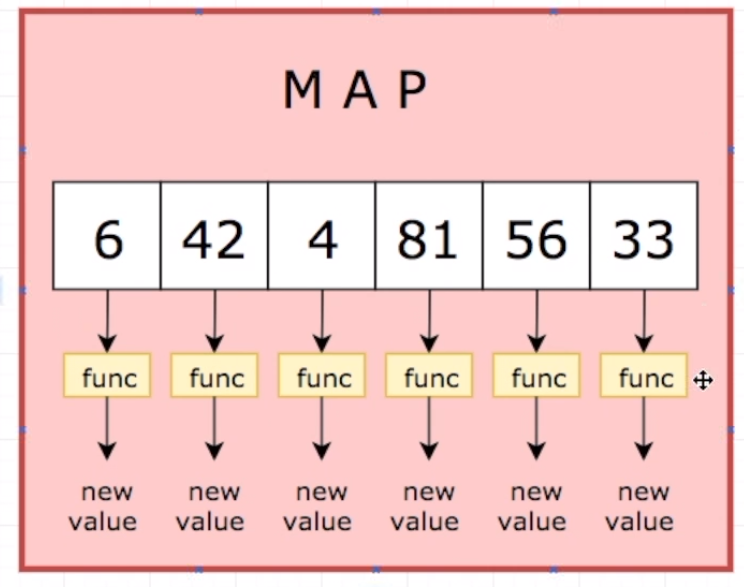 MAP
6 42 4 81 56 33
func func func func func func
new new new new new new
value value value value value value